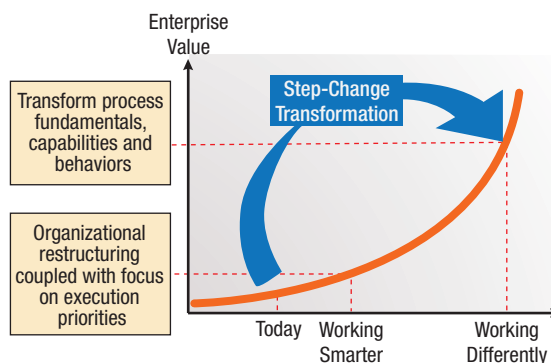 Enterprise
Value
Transform process
fundamentals,
capabilities and
behaviors
Step-Change
Transformation
Organizational
restructuring
coupled with focus
on execution
priorities
Today
Working
Smarter
Working
Differently